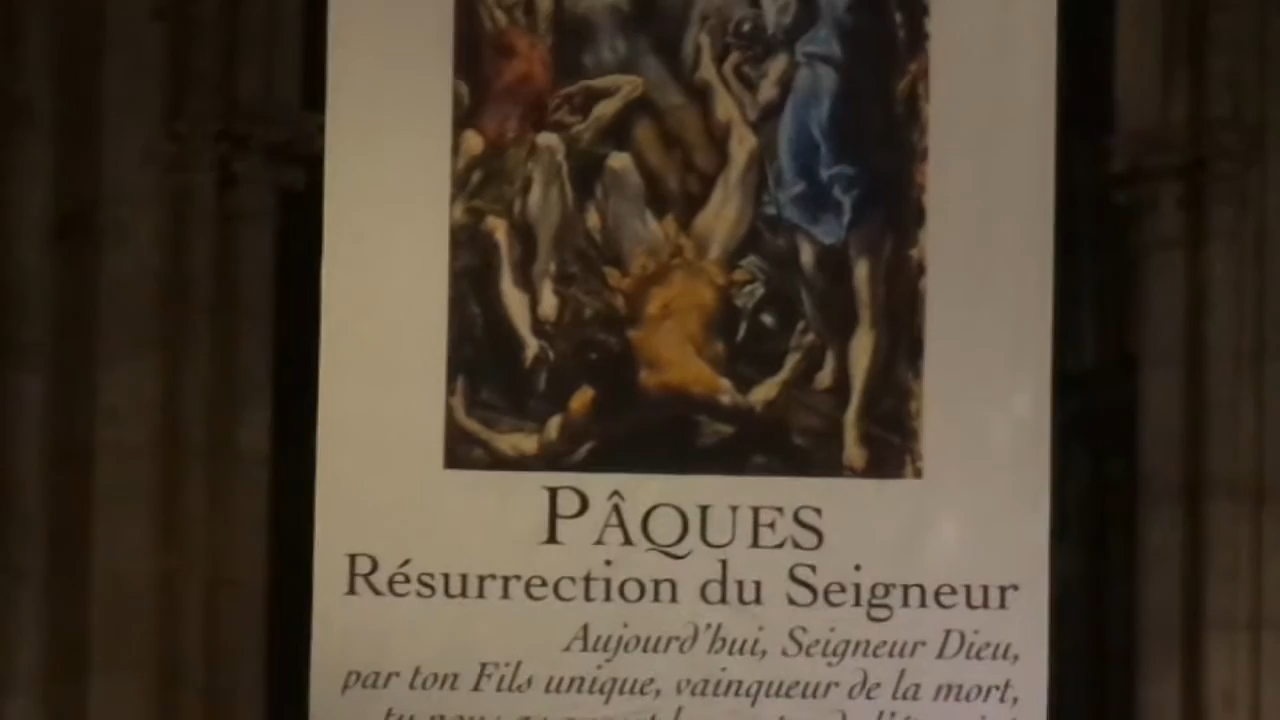 PÂQUES
Résurrection du Seigneur
Aujourd'hui, Seigneur Dieu,
par ton Fils unique, vainqueur de la mort,